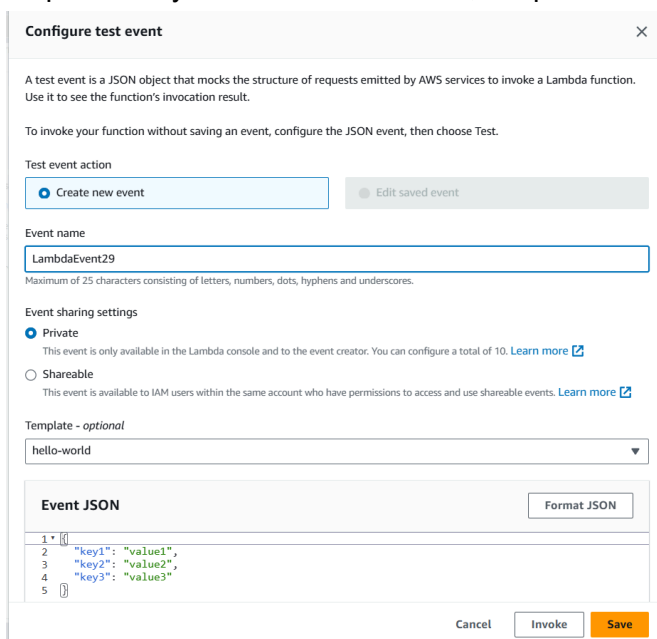 Configure test event
A test event is a JSON object that mocks the structure of requests emitted by AWS services to invoke a Lambda function.
Use it to see the function's invocation result.
To invoke your function without saving an event, configure the JSON event, then choose Test.
Test event action
Create new event
Edit saved event
Event name
LambdaEvent29
Maximum of 25 characters consisting of letters, numbers, dots, hyphens and underscores.
Event sharing settings
Private
This event is only available in the Lambda console and to the event creator. You can configure a total of 10. Learn more
Shareable
This event is available to IAM users within the same account who have permissions to access and use shareable events. Learn more
Template - optional
hello-world
Event JSON
Format JSON
1 {
2 "key1": "value1",
3 "key2": "value2",
4 "key3": "value3"
5 }
Cancel
Invoke
Save